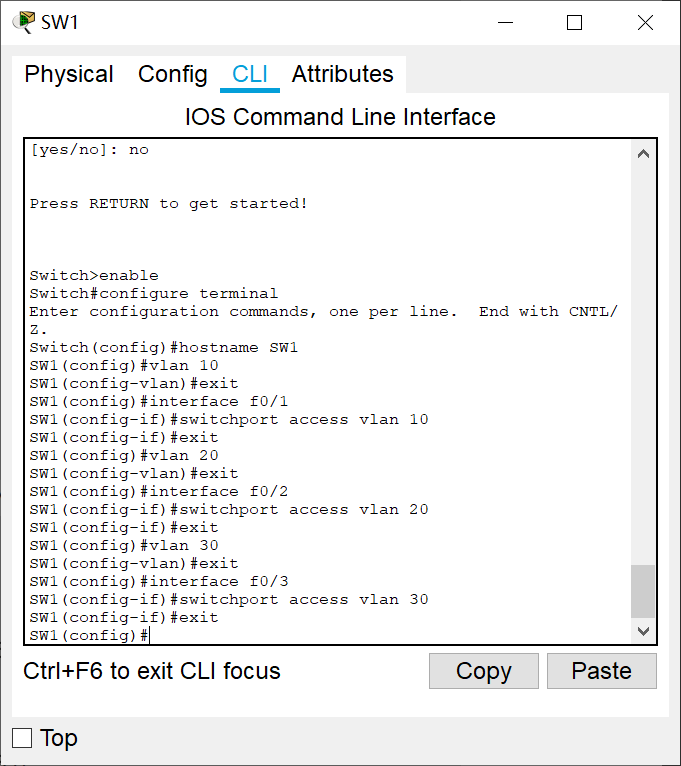 SW1
Physical Config CLI Attributes
IOS Command Line Interface
[yes/no]: no
Press RETURN to get started!
Switch>enable
Switch#configure terminal
Enter configuration commands, one per line.  End with CNTL/
Z.
Switch(config)#hostname SW1
SW1(config)#vlan 10
SW1(config-vlan)#exit
SW1(config)#interface f0/1
SW1(config-if)#switchport access vlan 10
SW1(config-if)#exit
SW1(config)#vlan 20
SW1(config-vlan)#exit
SW1(config)#interface f0/2
SW1(config-if)#switchport access vlan 20
SW1(config-if)#exit
SW1(config)#vlan 30
SW1(config-vlan)#exit
SW1(config)#interface f0/3
SW1(config-if)#switchport access vlan 30
SW1(config-if)#exit
SW1(config)#
Ctrl+F6 to exit CLI focus Copy Paste
Top